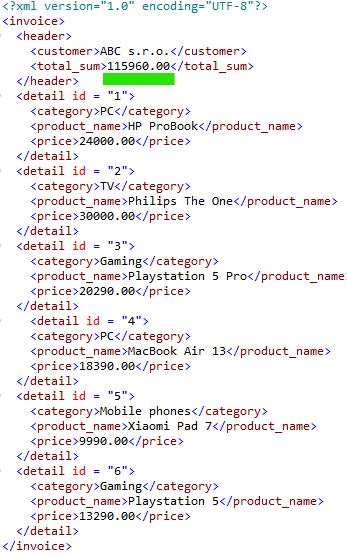 <?xml version="1.0" encoding="UTF-8"?>
<invoice>
<header>
<customer>ABC s.r.o.</customer>
<total_sum>115960.00</total_sum>
</header>
<detail id = "1">
<category>PC</category>
<product_name>HP ProBook</product_name>
<price>24000.00</price>
</detail>
<detail id = "2">
<category>TV</category>
<product_name>Philips The One</product_name>
<price>30000.00</price>
</detail>
<detail id = "3">
<category>Gaming</category>
<product_name>Playstation 5 Pro</product_name>
<price>20290.00</price>
</detail>
<detail id = "4">
<category>PC</category>
<product_name>MacBook Air 13</product_name>
<price>18390.00</price>
</detail>
<detail id = "5">
<category>Mobile phones</category>
<product_name>Xiaomi Pad 7</product_name>
<price>9990.00</price>
</detail>
<detail id = "6">
<category>Gaming</category>
<product_name>Playstation 5</product_name>
<price>13290.00</price>
</detail>
</invoice>